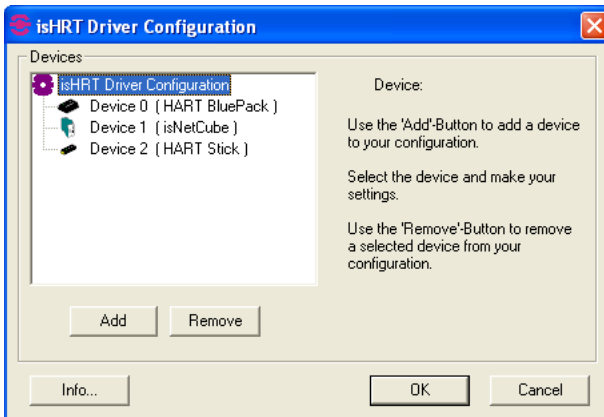 isHRT Driver Configuration
Devices
isHRT Driver Configuration
Device 0 ( HART BluePack )
Device 1 ( isNetCube )
Device 2 ( HART Stick )
Device:
Use the 'Add'-Button to add a device
to your configuration.
Select the device and make your
settings.
Use the 'Remove'-Button to remove
a selected device from your
configuration.
Add
Remove
Info...
OK
Cancel